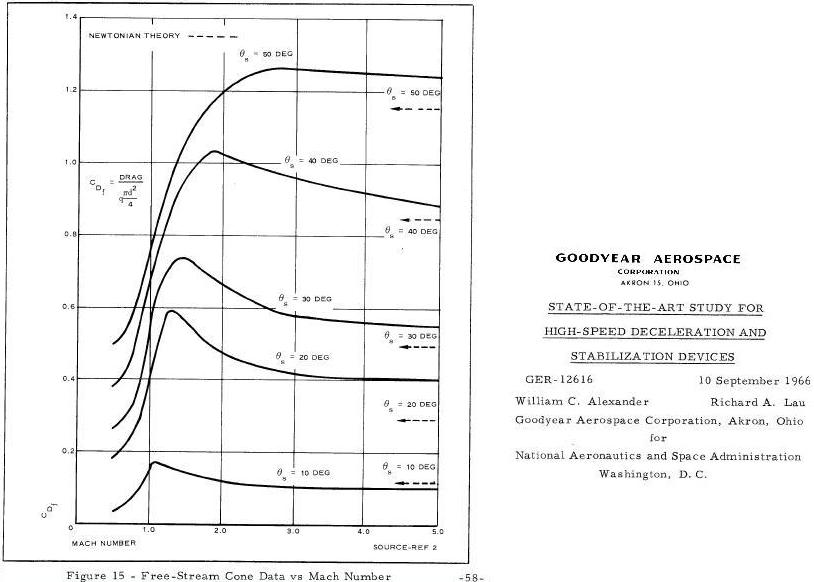 1.4
NEWTONIAN THEORY
θs = 50 DEG
1.2
θs = 50 DEG
1.0
θs = 40 DEG
CDf = DRAG / q πd² / 4
0.8
θs = 40 DEG
0.6
θs = 30 DEG
θs = 30 DEG
θs = 20 DEG
0.4
θs = 20 DEG
0.2
θs = 10 DEG
θs = 10 DEG
CDf
0
0 1.0 2.0 3.0 4.0 5.0
MACH NUMBER
SOURCE-REF 2
Figure 15 - Free-Stream Cone Data vs Mach Number
-58-
GOODYEAR AEROSPACE
CORPORATION
AKRON 15, OHIO
STATE-OF-THE-ART STUDY FOR
HIGH-SPEED DECELERATION AND
STABILIZATION DEVICES
GER-12616 10 September 1966
William C. Alexander Richard A. Lau
Goodyear Aerospace Corporation, Akron, Ohio
for
National Aeronautics and Space Administration
Washington, D. C.